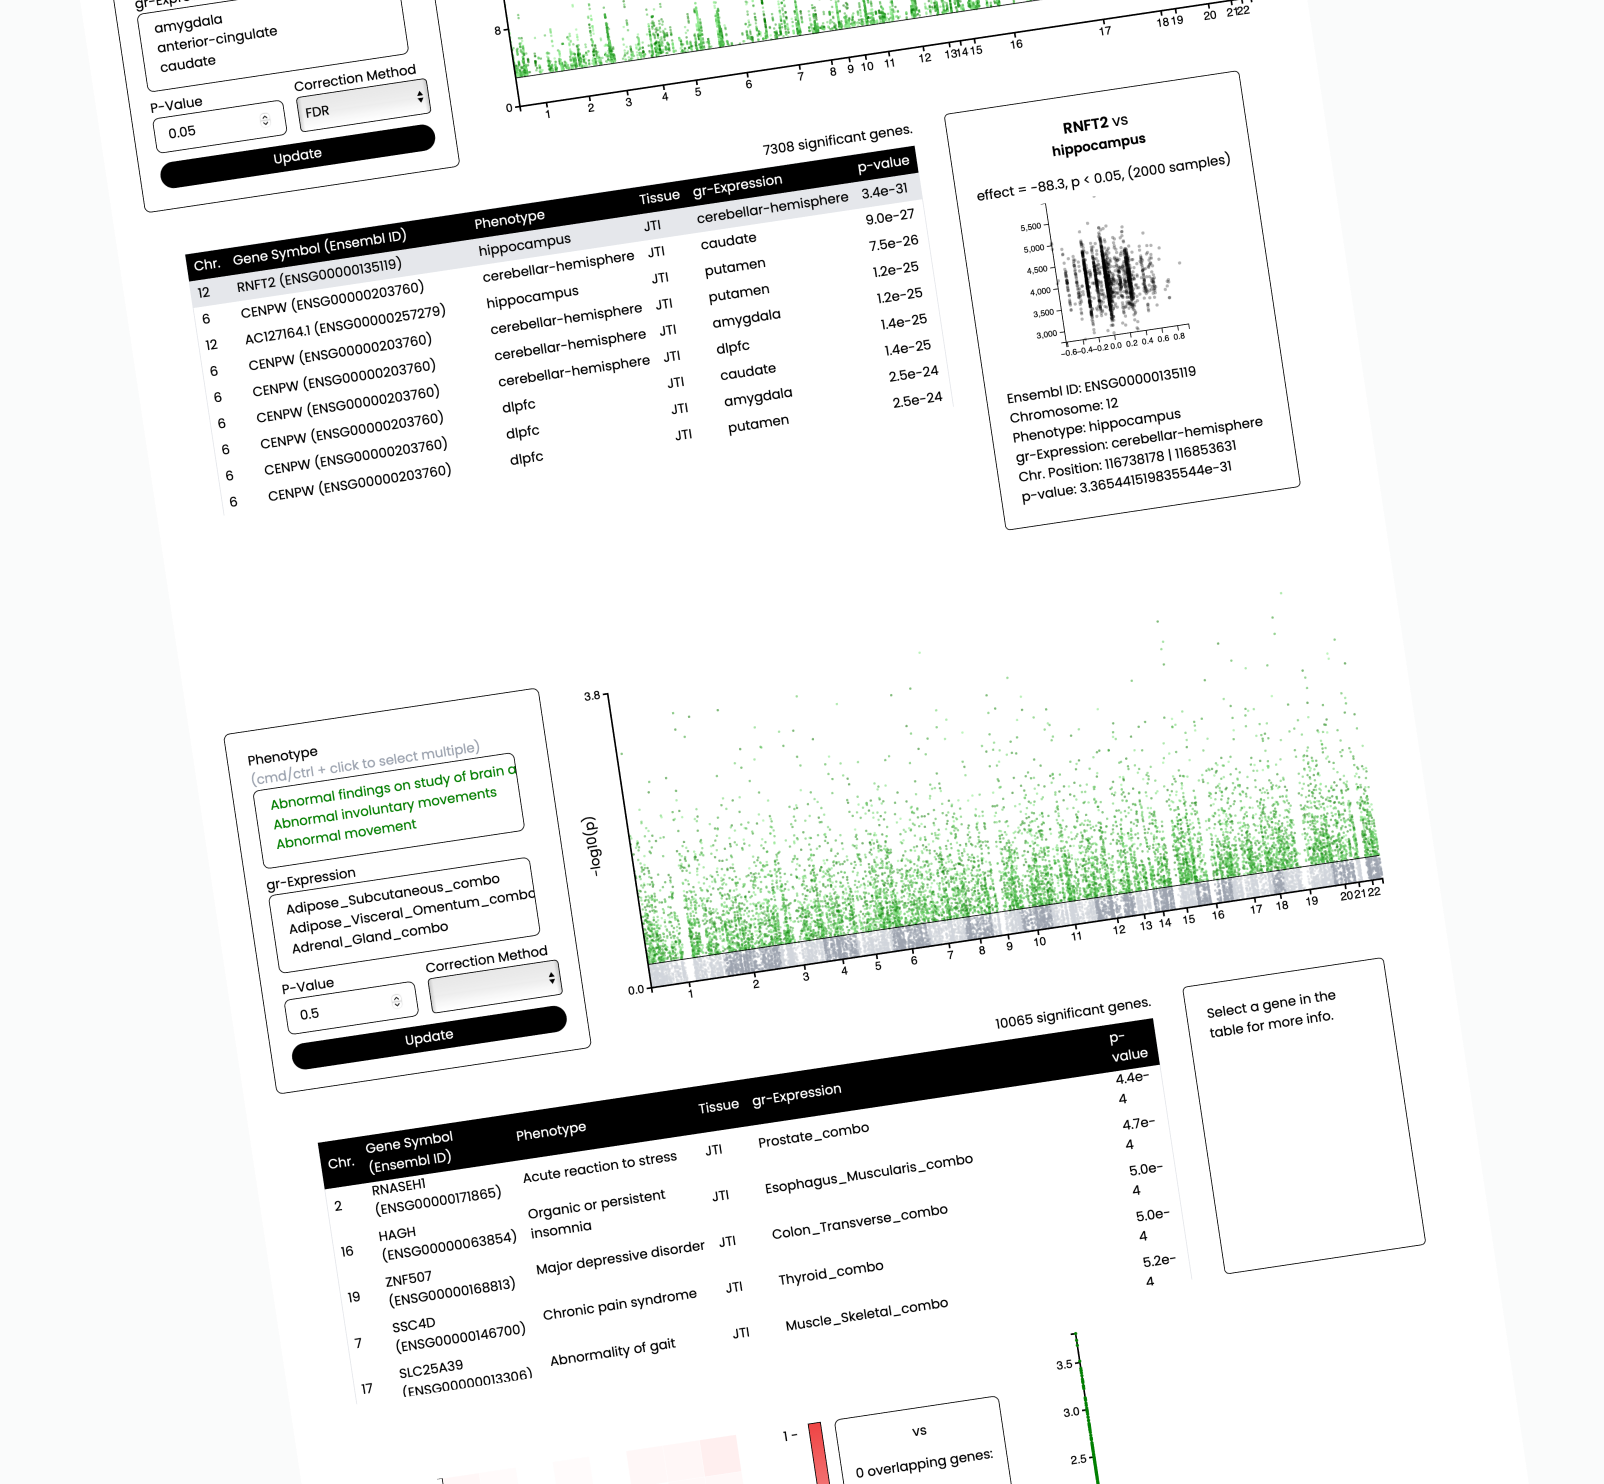 amygdala
anterior-cingulate
caudate
P-Value
Correction Method
0.05
FDR
Update
8
0
1 2 3 4 5 6 7 8 9 10 11 12 13 14 15 16 17 18 19 20 21 22
7308 significant genes.
Chr. Gene Symbol (Ensembl ID) Phenotype Tissue gr-Expression p-value
12 RNFT2 (ENSG00000135119) hippocampus JTI cerebellar-hemisphere 3.4e-31
6 CENPW (ENSG00000203760) cerebellar-hemisphere JTI caudate 9.0e-27
12 AC127164.1 (ENSG00000257279) hippocampus JTI putamen 7.5e-26
6 CENPW (ENSG00000203760) cerebellar-hemisphere JTI putamen 1.2e-25
6 CENPW (ENSG00000203760) cerebellar-hemisphere JTI amygdala 1.2e-25
6 CENPW (ENSG00000203760) cerebellar-hemisphere JTI dlpfc 1.4e-25
6 CENPW (ENSG00000203760) dlpfc JTI caudate 1.4e-25
6 CENPW (ENSG00000203760) dlpfc JTI amygdala 2.5e-24
6 CENPW (ENSG00000203760) dlpfc JTI putamen 2.5e-24
RNFT2 vs
hippocampus
effect = -88.3, p < 0.05, (2000 samples)
5,500
5,000
4,500
4,000
3,500
3,000
-0.6 -0.4 -0.2 0.0 0.2 0.4 0.6 0.8
Ensembl ID: ENSG00000135119
Chromosome: 12
Phenotype: hippocampus
gr-Expression: cerebellar-hemisphere
Chr. Position: 116738178 | 116853631
p-value: 3.365441519835544e-31
Phenotype
(cmd/ctrl + click to select multiple)
Abnormal findings on study of brain
Abnormal involuntary movements
Abnormal movement
gr-Expression
Adipose_Subcutaneous_combo
Adipose_Visceral_Omentum_combo
Adrenal_Gland_combo
P-Value
Correction Method
0.5
Update
3.8
-log10(p)
0.0
1 2 3 4 5 6 7 8 9 10 11 12 13 14 15 16 17 18 19 20 21 22
10065 significant genes.
Chr. Gene Symbol (Ensembl ID) Phenotype Tissue gr-Expression p-value
2 RNASEH1 (ENSG00000171865) Acute reaction to stress JTI Prostate_combo 4.4e-4
16 HAGH (ENSG00000063854) Organic or persistent insomnia JTI Esophagus_Muscularis_combo 4.7e-4
19 ZNF507 (ENSG00000168813) Major depressive disorder JTI Colon_Transverse_combo 5.0e-4
7 SSC4D (ENSG00000146700) Chronic pain syndrome JTI Thyroid_combo 5.0e-4
17 SLC25A39 (ENSG00000013306) Abnormality of gait JTI Muscle_Skeletal_combo 5.2e-4
Select a gene in the
table for more info.
1
vs
0 overlapping genes:
3.5
3.0
2.5